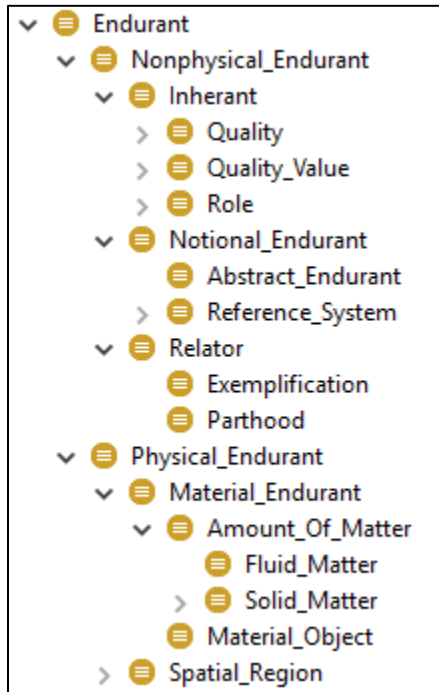 Endurant
Nonphysical_Endurant
Inherant
Quality
Quality_Value
Role
Notional_Endurant
Abstract_Endurant
Reference_System
Relator
Exemplification
Parthood
Physical_Endurant
Material_Endurant
Amount_Of_Matter
Fluid_Matter
Solid_Matter
Material_Object
Spatial_Region